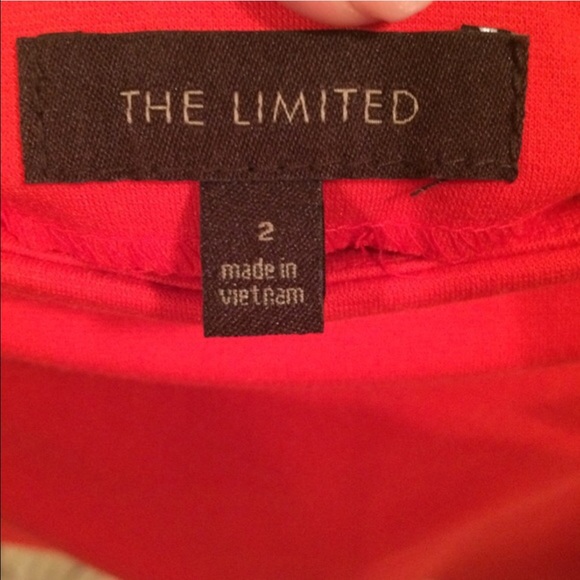 THE LIMITED
2
made in
vietnam